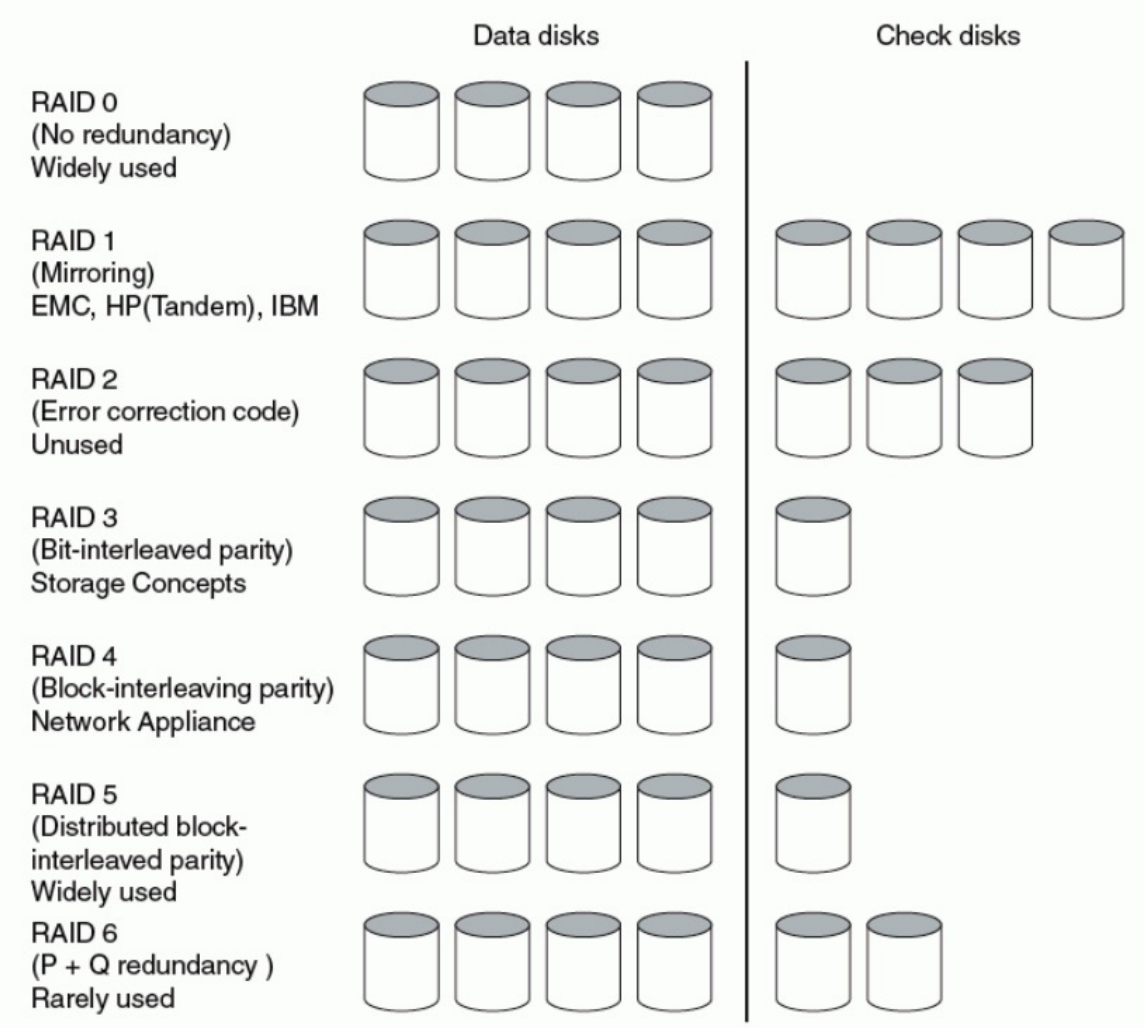 Data disks
Check disks
RAID 0
(No redundancy)
Widely used
RAID 1
(Mirroring)
EMC, HP(Tandem), IBM
RAID 2
(Error correction code)
Unused
RAID 3
(Bit-interleaved parity)
Storage Concepts
RAID 4
(Block-interleaving parity)
Network Appliance
RAID 5
(Distributed block-
interleaved parity)
Widely used
RAID 6
(P + Q redundancy )
Rarely used